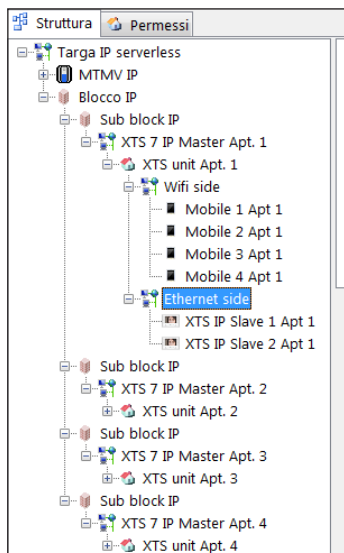 Struttura
Permessi
Targa IP serverless
MTMV IP
Blocco IP
Sub block IP
XTS 7 IP Master Apt. 1
XTS unit Apt. 1
Wifi side
Mobile 1 Apt 1
Mobile 2 Apt 1
Mobile 3 Apt 1
Mobile 4 Apt 1
Ethernet side
XTS IP Slave 1 Apt 1
XTS IP Slave 2 Apt 1
Sub block IP
XTS 7 IP Master Apt. 2
XTS unit Apt. 2
Sub block IP
XTS 7 IP Master Apt. 3
XTS unit Apt. 3
Sub block IP
XTS 7 IP Master Apt. 4
XTS unit Apt. 4